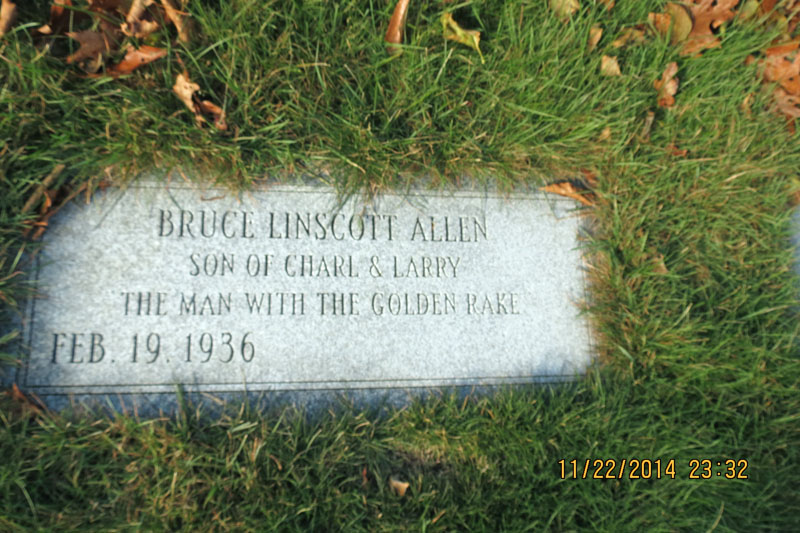 BRUCE LINSCOTT ALLEN
SON OF CHARL & LARRY
THE MAN WITH THE GOLDEN RAKE
FEB. 19. 1936
11/22/2014 23:32